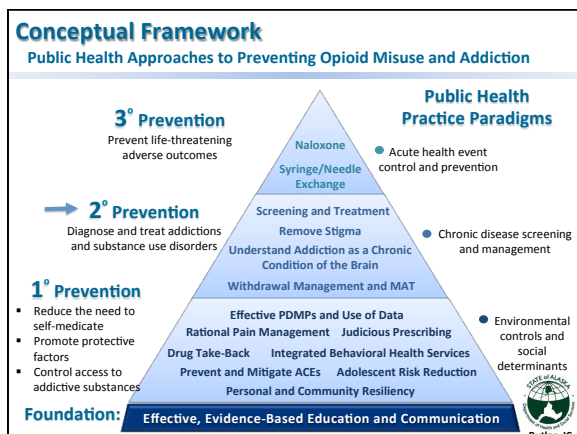 Conceptual Framework
Public Health Approaches to Preventing Opioid Misuse and Addiction
3° Prevention
Prevent life-threatening
adverse outcomes
2° Prevention
Diagnose and treat addictions
and substance use disorders
1° Prevention
▪ Reduce the need to
self-medicate
▪ Promote protective
factors
▪ Control access to
addictive substances
Naloxone
Syringe/Needle
Exchange
Screening and Treatment
Remove Stigma
Understand Addiction as a Chronic
Condition of the Brain
Withdrawal Management and MAT
Effective PDMPs and Use of Data
Rational Pain Management Judicious Prescribing
Drug Take-Back Integrated Behavioral Health Services
Prevent and Mitigate ACEs Adolescent Risk Reduction
Personal and Community Resiliency
Public Health
Practice Paradigms
Acute health event
control and prevention
Chronic disease screening
and management
Environmental
controls and
social
determinants
Foundation: Effective, Evidence-Based Education and Communication
STATE OF ALASKA